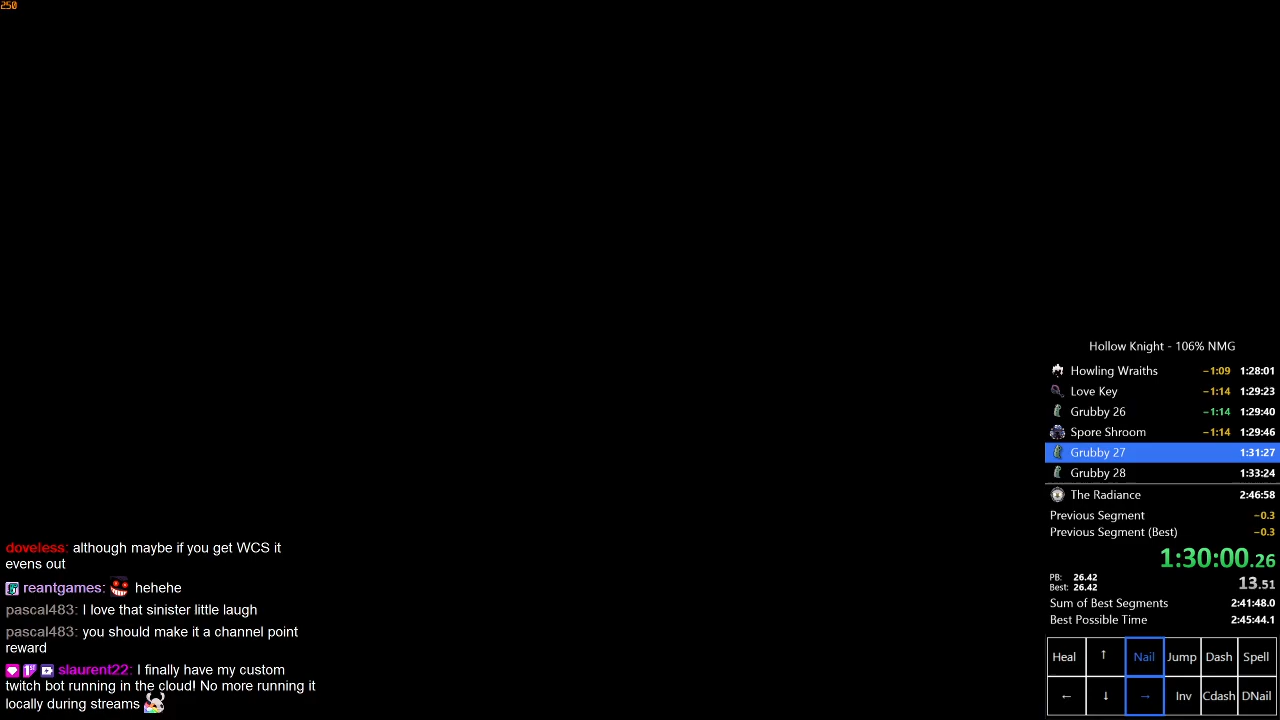 250
Hollow Knight - 106% NMG
Howling Wraiths −1:09 1:28:01
Love Key −1:14 1:29:23
Grubby 26 −1:14 1:29:40
Spore Shroom −1:14 1:29:46
Grubby 27 1:31:27
Grubby 28 1:33:24
The Radiance 2:46:58
Previous Segment −0.3
Previous Segment (Best) −0.3
1:30:00.26
PB: 26.42
Best: 26.42
13.51
Sum of Best Segments 2:41:48.0
Best Possible Time 2:45:44.1
Heal ↑ Nail Jump Dash Spell
← ↓ → Inv Cdash DNail
doveless: although maybe if you get WCS it
evens out
reantgames: hehehe
pascal483: I love that sinister little laugh
pascal483: you should make it a channel point
reward
slaurent22: I finally have my custom
twitch bot running in the cloud! No more running it
locally during streams